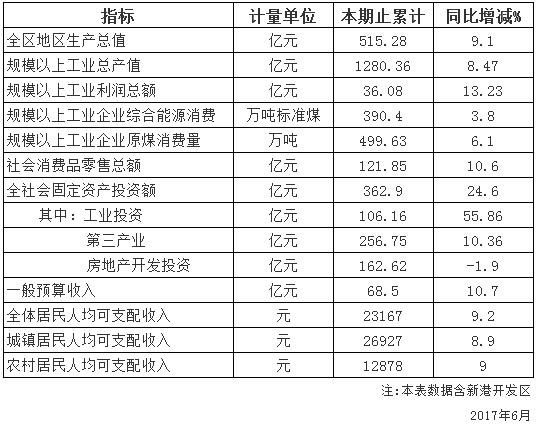 指标 计量单位 本期止累计 同比增减%
全区地区生产总值 亿元 515.28 9.1
规模以上工业总产值 亿元 1280.36 8.47
规模以上工业利润总额 亿元 36.08 13.23
规模以上工业企业综合能源消费 万吨标准煤 390.4 3.8
规模以上工业企业原煤消费量 万吨 499.63 6.1
社会消费品零售总额 亿元 121.85 10.6
全社会固定资产投资额 亿元 362.9 24.6
其中：工业投资 亿元 106.16 55.86
第三产业 亿元 256.75 10.36
房地产开发投资 亿元 162.62 -1.9
一般预算收入 亿元 68.5 10.7
全体居民人均可支配收入 元 23167 9.2
城镇居民人均可支配收入 元 26927 8.9
农村居民人均可支配收入 元 12878 9
注:本表数据含新港开发区
2017年6月